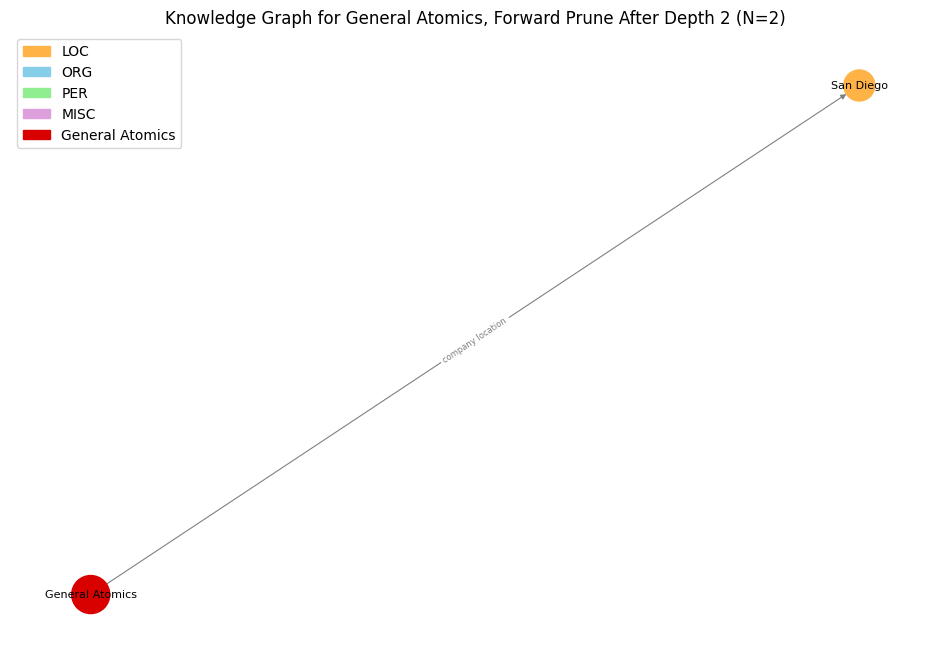 Knowledge Graph for General Atomics, Forward Prune After Depth 2 (N=2)
LOC
ORG
PER
MISC
General Atomics
San Diego
company location
General Atomics